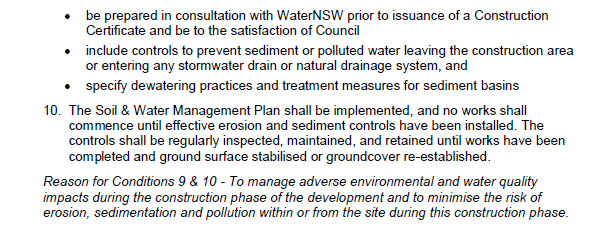 • be prepared in consultation with WaterNSW prior to issuance of a Construction
Certificate and be to the satisfaction of Council
• include controls to prevent sediment or polluted water leaving the construction area
or entering any stormwater drain or natural drainage system, and
• specify dewatering practices and treatment measures for sediment basins
10. The Soil & Water Management Plan shall be implemented, and no works shall
commence until effective erosion and sediment controls have been installed. The
controls shall be regularly inspected, maintained, and retained until works have been
completed and ground surface stabilised or groundcover re-established.
Reason for Conditions 9 & 10 - To manage adverse environmental and water quality
impacts during the construction phase of the development and to minimise the risk of
erosion, sedimentation and pollution within or from the site during this construction phase.